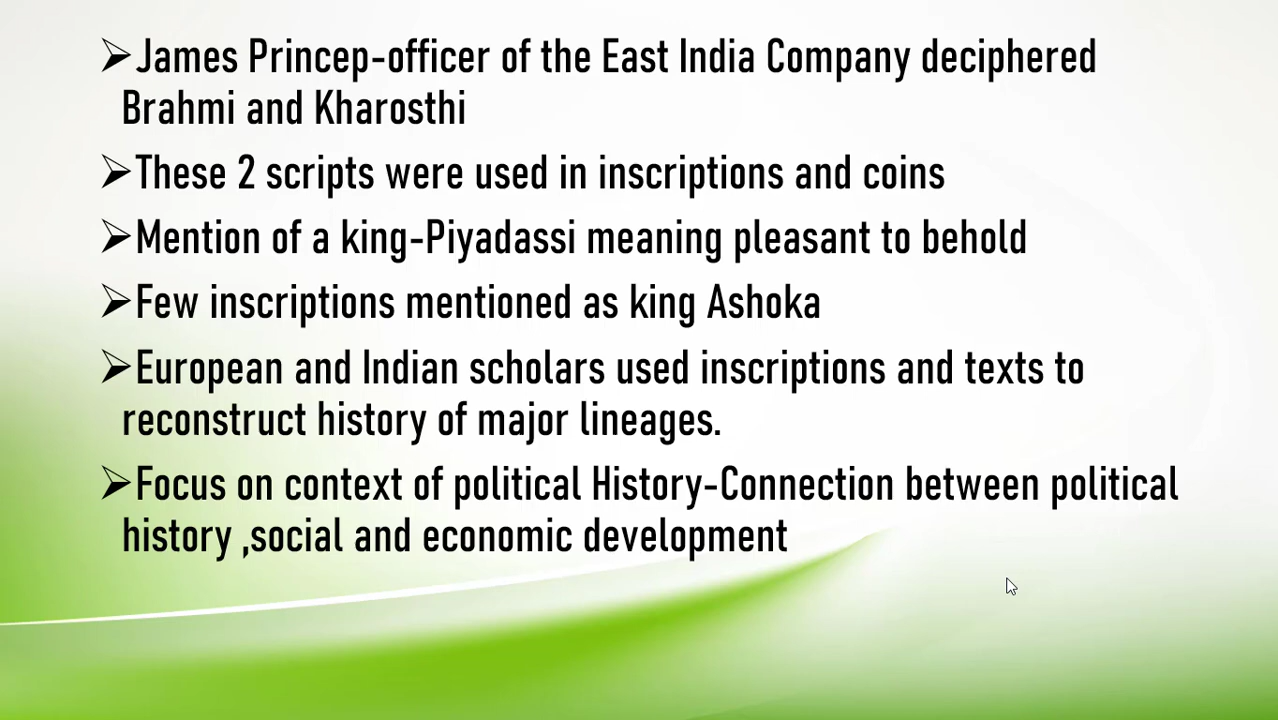 ➢James Princep-officer of the East India Company deciphered
Brahmi and Kharosthi
➢These 2 scripts were used in inscriptions and coins
➢Mention of a king-Piyadassi meaning pleasant to behold
➢Few inscriptions mentioned as king Ashoka
➢European and Indian scholars used inscriptions and texts to
reconstruct history of major lineages.
➢Focus on context of political History-Connection between political
history ,social and economic development